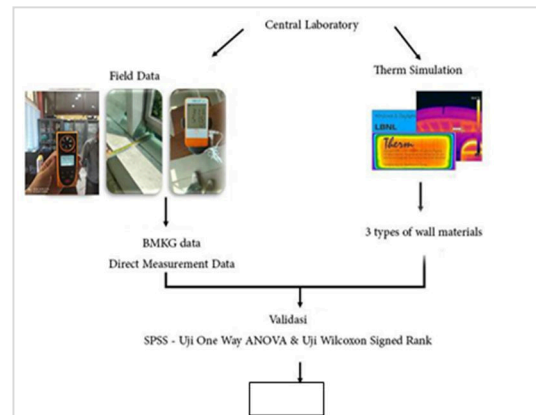 Central Laboratory
Field Data
Therm Simulation
LBNL
Therm
BMKG data
Direct Measurement Data
3 types of wall materials
Validasi
SPSS - Uji One Way ANOVA & Uji Wilcoxon Signed Rank